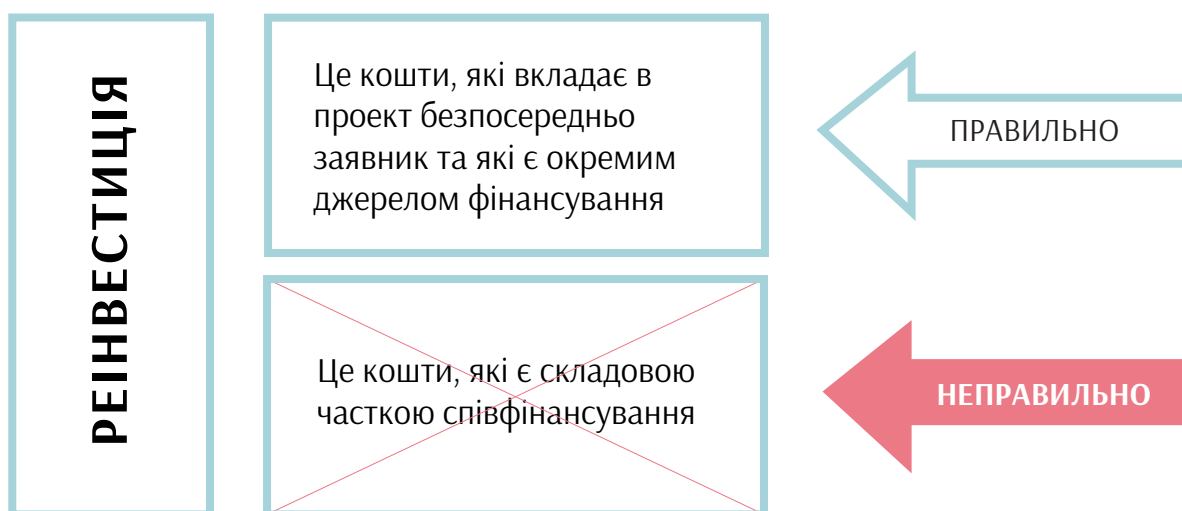 РЕІНВЕСТИЦІЯ
Це кошти, які вкладає в
проект безпосередньо
заявник та які є окремим
джерелом фінансування
ПРАВИЛЬНО
Це кошти, які є складовою
часткою співфінансування
НЕПРАВИЛЬНО